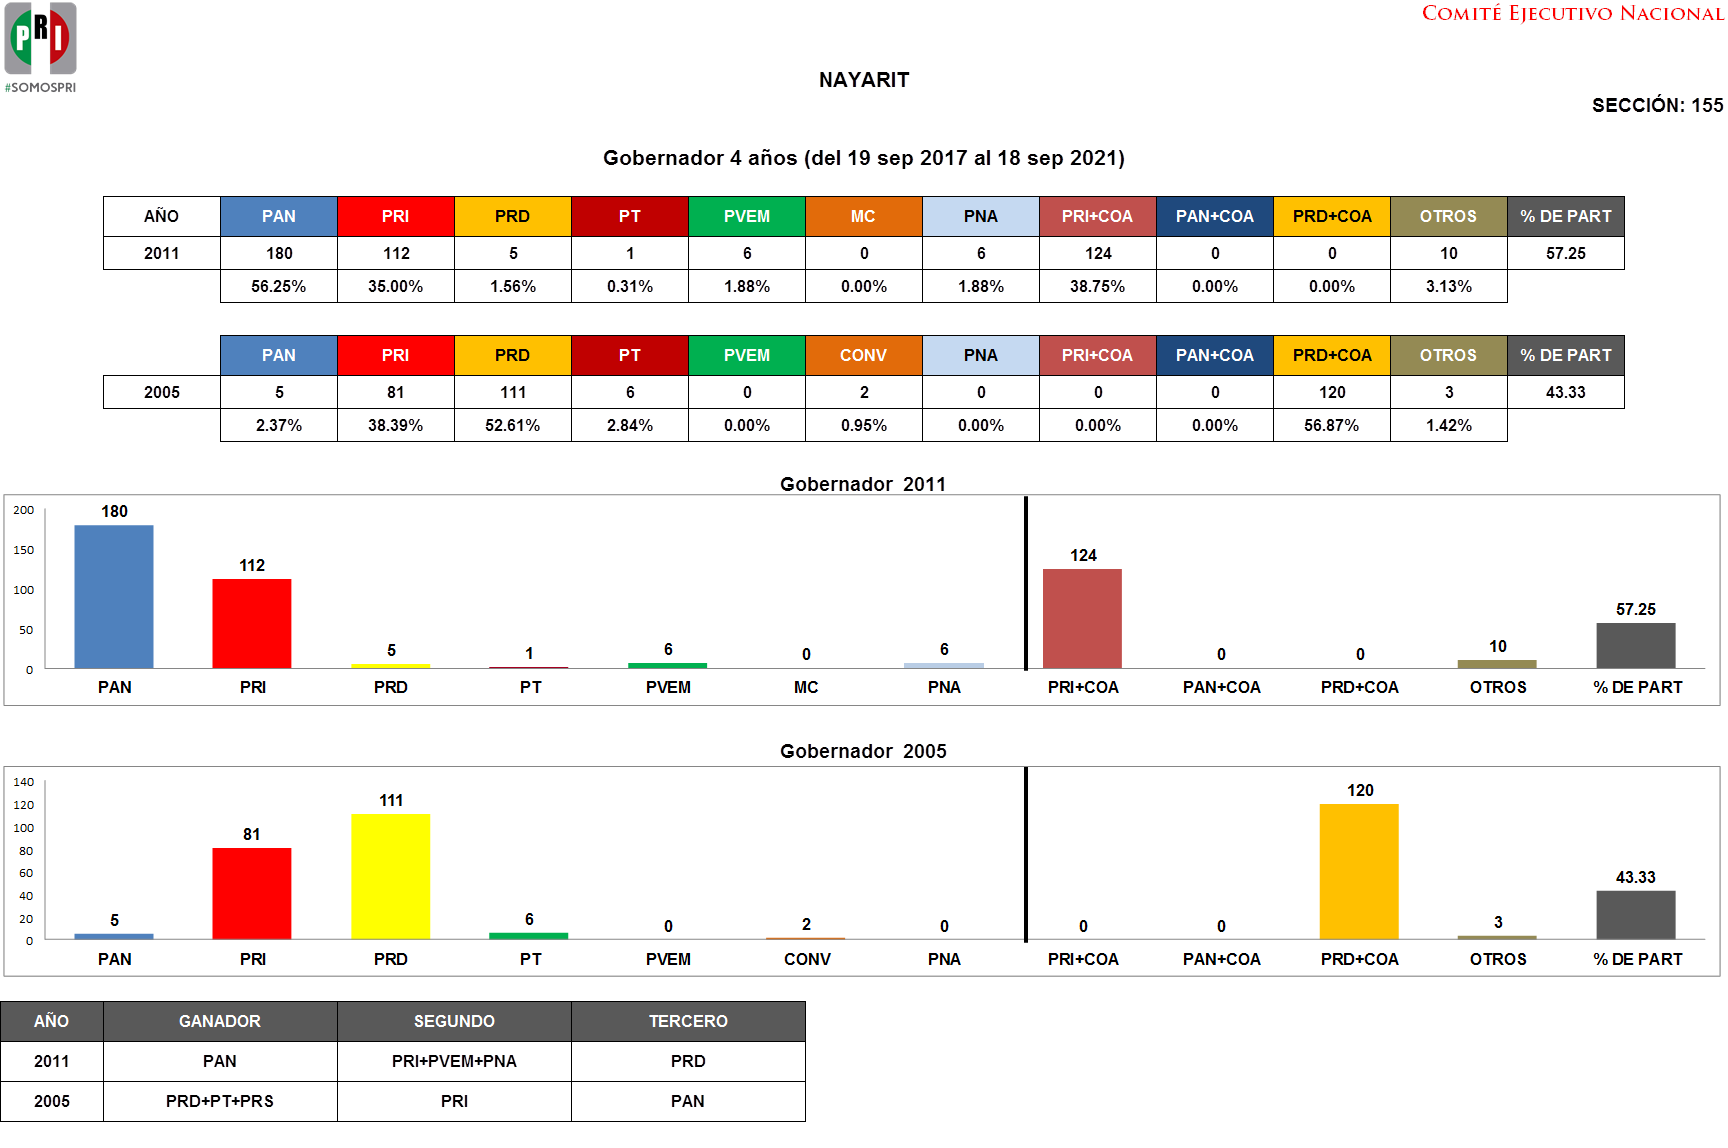 PRI
#SOMOSPRI
COMITÉ EJECUTIVO NACIONAL
NAYARIT
SECCIÓN: 155
Gobernador 4 años (del 19 sep 2017 al 18 sep 2021)
AÑO PAN PRI PRD PT PVEM MC PNA PRI+COA PAN+COA PRD+COA OTROS % DE PART
2011 180 112 5 1 6 0 6 124 0 0 10 57.25
56.25% 35.00% 1.56% 0.31% 1.88% 0.00% 1.88% 38.75% 0.00% 0.00% 3.13%
PAN PRI PRD PT PVEM CONV PNA PRI+COA PAN+COA PRD+COA OTROS % DE PART
2005 5 81 111 6 0 2 0 0 0 120 3 43.33
2.37% 38.39% 52.61% 2.84% 0.00% 0.95% 0.00% 0.00% 0.00% 56.87% 1.42%
Gobernador 2011
200
150
100
50
0
180 112 5 1 6 0 6 124 0 0 10 57.25
PAN PRI PRD PT PVEM MC PNA PRI+COA PAN+COA PRD+COA OTROS % DE PART
Gobernador 2005
140
120
100
80
60
40
20
0
5 81 111 6 0 2 0 0 0 120 3 43.33
PAN PRI PRD PT PVEM CONV PNA PRI+COA PAN+COA PRD+COA OTROS % DE PART
AÑO GANADOR SEGUNDO TERCERO
2011 PAN PRI+PVEM+PNA PRD
2005 PRD+PT+PRS PRI PAN